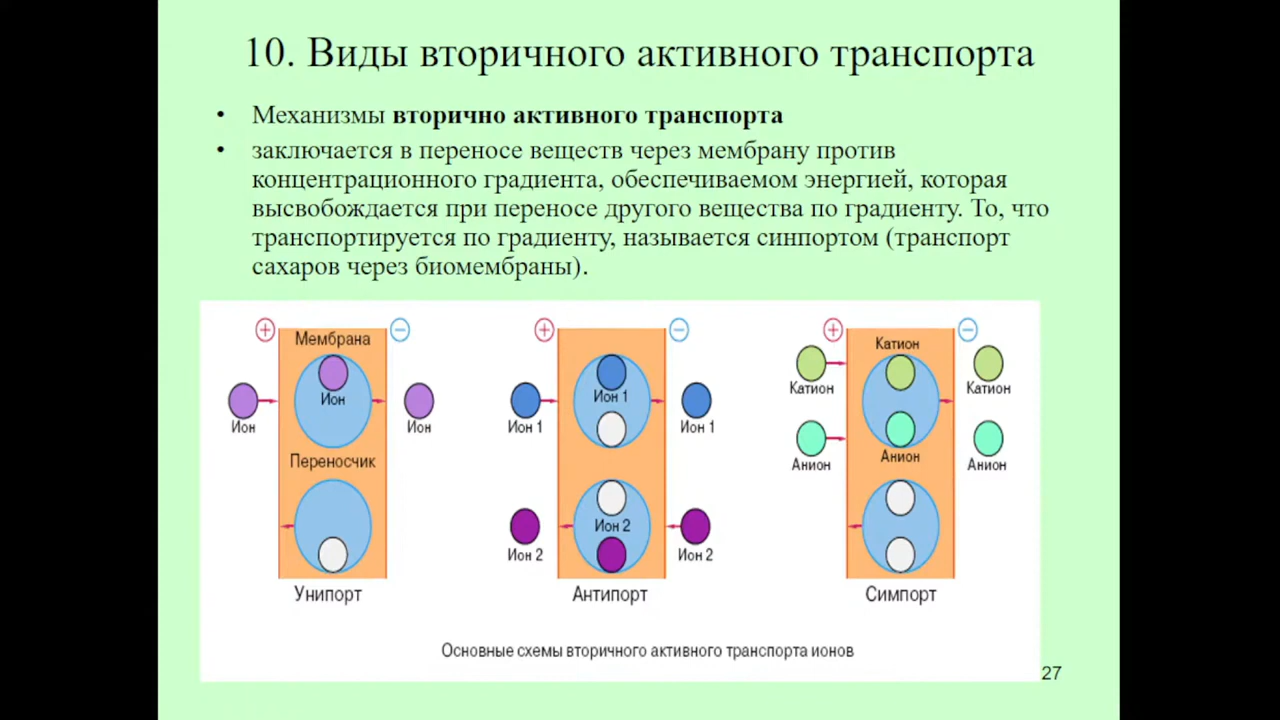 10. Виды вторичного активного транспорта
• Механизмы вторично активного транспорта
• заключается в переносе веществ через мембрану против
концентрационного градиента, обеспечиваемом энергией, которая
высвобождается при переносе другого вещества по градиенту. То, что
транспортируется по градиенту, называется синпортом (транспорт
сахаров через биомембраны).
+
Мембрана
−
Ион
Ион
Ион
Переносчик
Унипорт
+
−
Ион 1
Ион 1
Ион 1
Ион 2
Ион 2
Ион 2
Антипорт
+
Катион
−
Катион
Катион
Анион
Анион
Анион
Симпорт
Основные схемы вторичного активного транспорта ионов
27